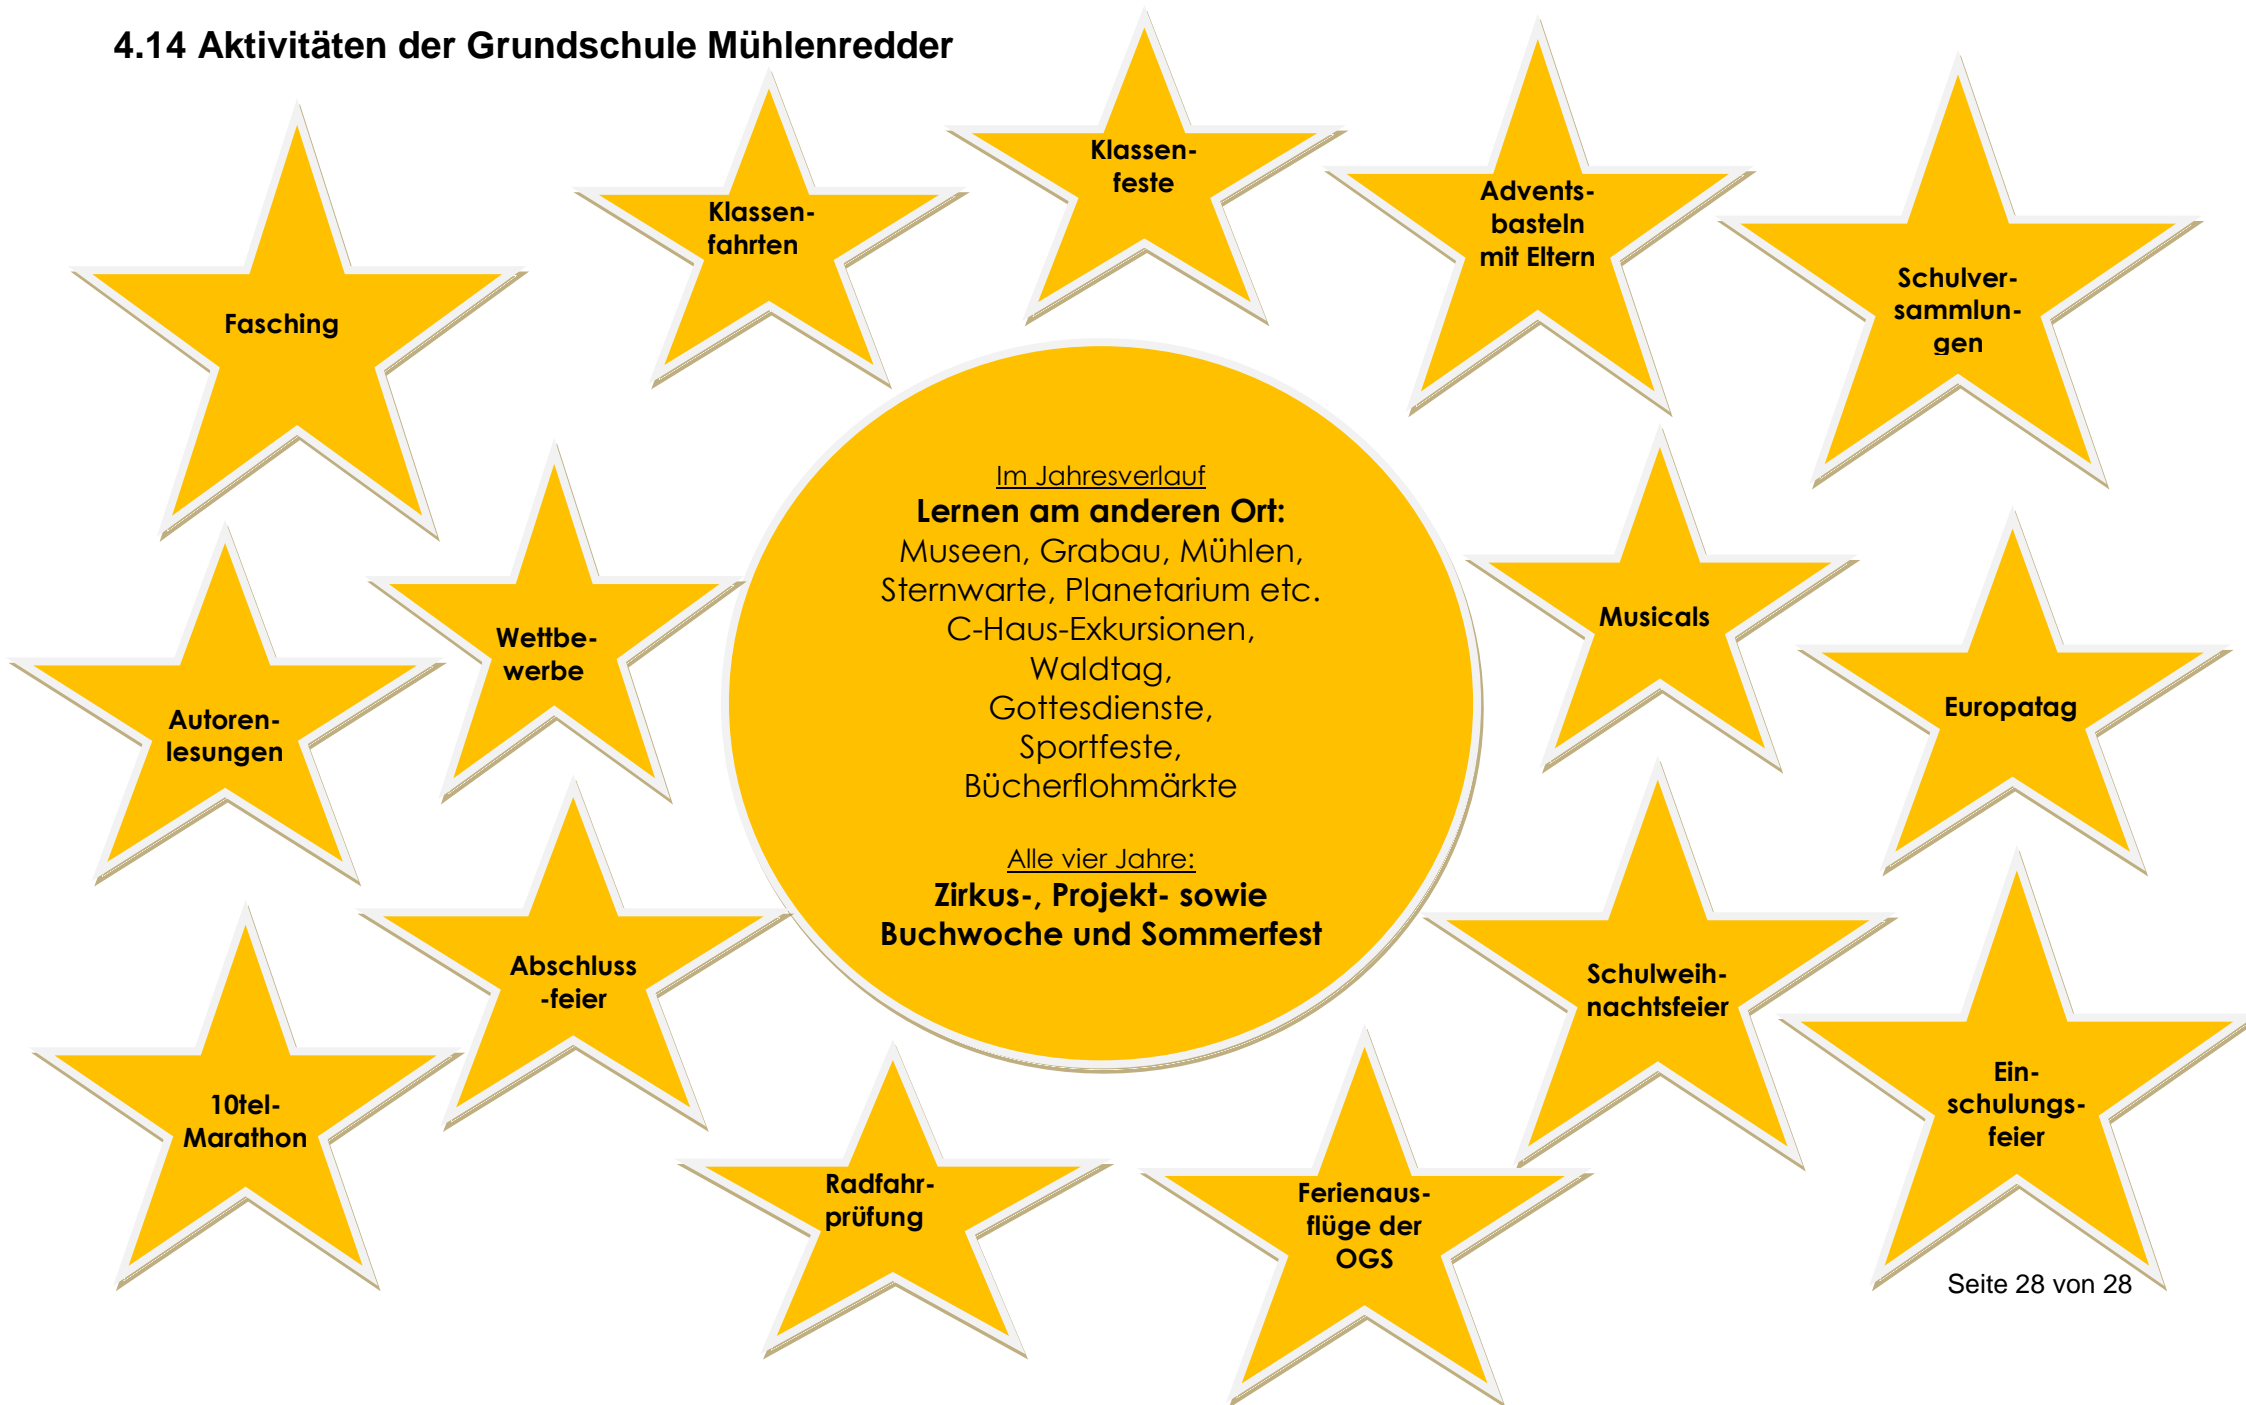 4.14 Aktivitäten der Grundschule Mühlenredder
Klassen-
feste
Advents-
basteln
mit Eltern
Klassen-
fahrten
Schulver-
sammlun-
gen
Fasching
Im Jahresverlauf
Lernen am anderen Ort:
Museen, Grabau, Mühlen,
Sternwarte, Planetarium etc.
C-Haus-Exkursionen,
Waldtag,
Gottesdienste,
Sportfeste,
Bücherflohmärkte
Alle vier Jahre:
Zirkus-, Projekt- sowie
Buchwoche und Sommerfest
Wettbe-
werbe
Musicals
Autoren-
lesungen
Europatag
Abschluss
-feier
Schulweih-
nachtsfeier
10tel-
Marathon
Ein-
schulungs-
feier
Radfahr-
prüfung
Ferienaus-
flüge der
OGS
Seite 28 von 28